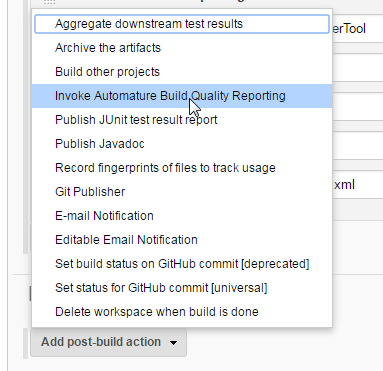 Aggregate downstream test results
erTool
Archive the artifacts
Build other projects
Invoke Automature Build Quality Reporting
Publish JUnit test result report
Publish Javadoc
Record fingerprints of files to track usage
xml
Git Publisher
E-mail Notification
Editable Email Notification
Set build status on GitHub commit [deprecated]
Set status for GitHub commit [universal]
Delete workspace when build is done
Add post-build action